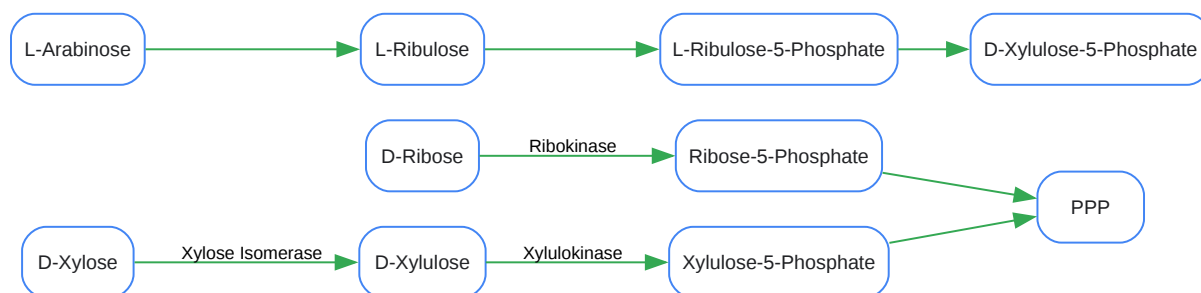 L-Arabinose
L-Ribulose
L-Ribulose-5-Phosphate
D-Xylulose-5-Phosphate
D-Ribose
Ribokinase
Ribose-5-Phosphate
PPP
D-Xylose
Xylose Isomerase
D-Xylulose
Xylulokinase
Xylulose-5-Phosphate